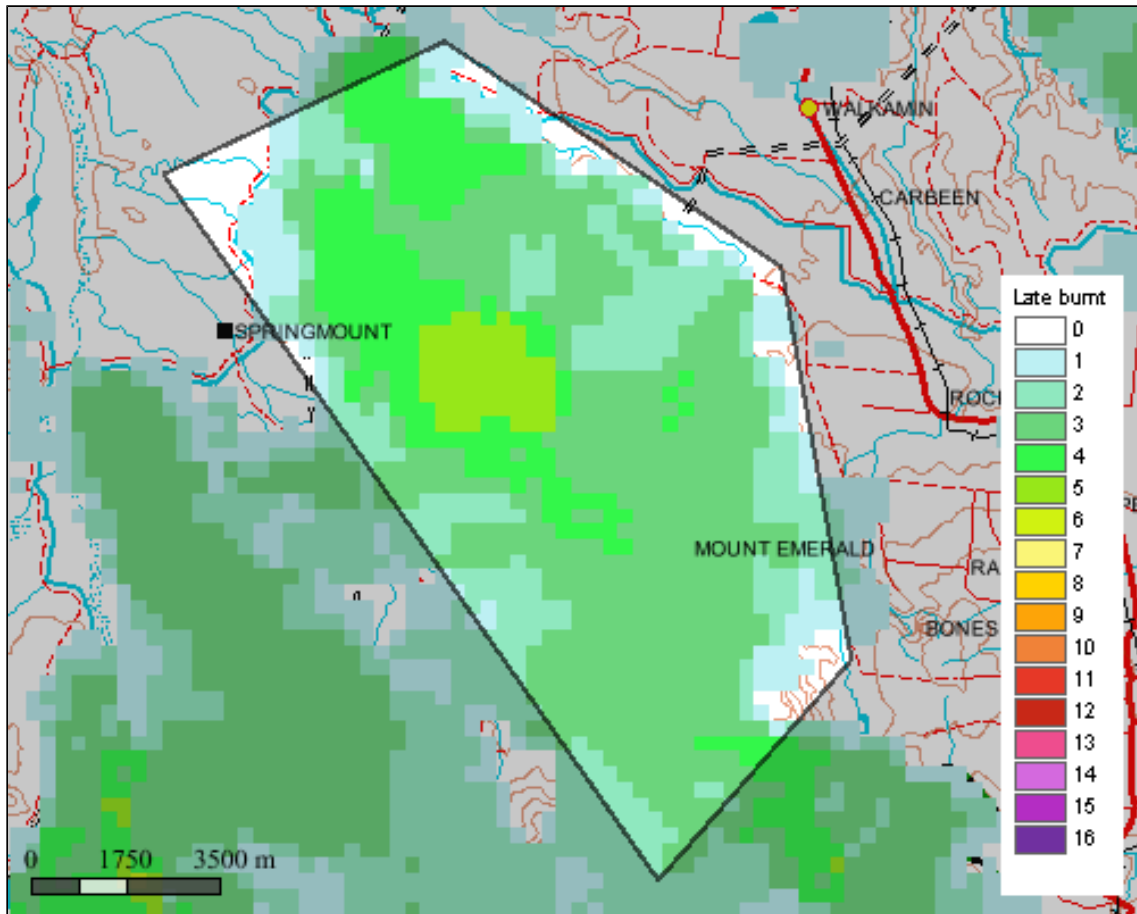 WALKAMIN
CARBEEN
Late burnt
0
1
SPRINGMOUNT
2
ROC
3
4
5
6
MOUNT EMERALD
RA
7
8
9
BONES
10
11
12
13
14
15
16
0 1750 3500 m